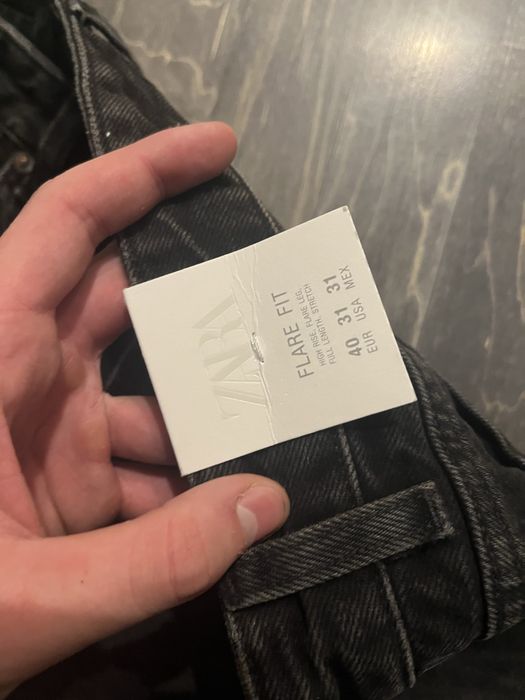 ZARA
FLARE FIT
HIGH RISE. FLARE LEG.
FULL LENGTH. STRETCH
40 31 31
EUR USA MEX